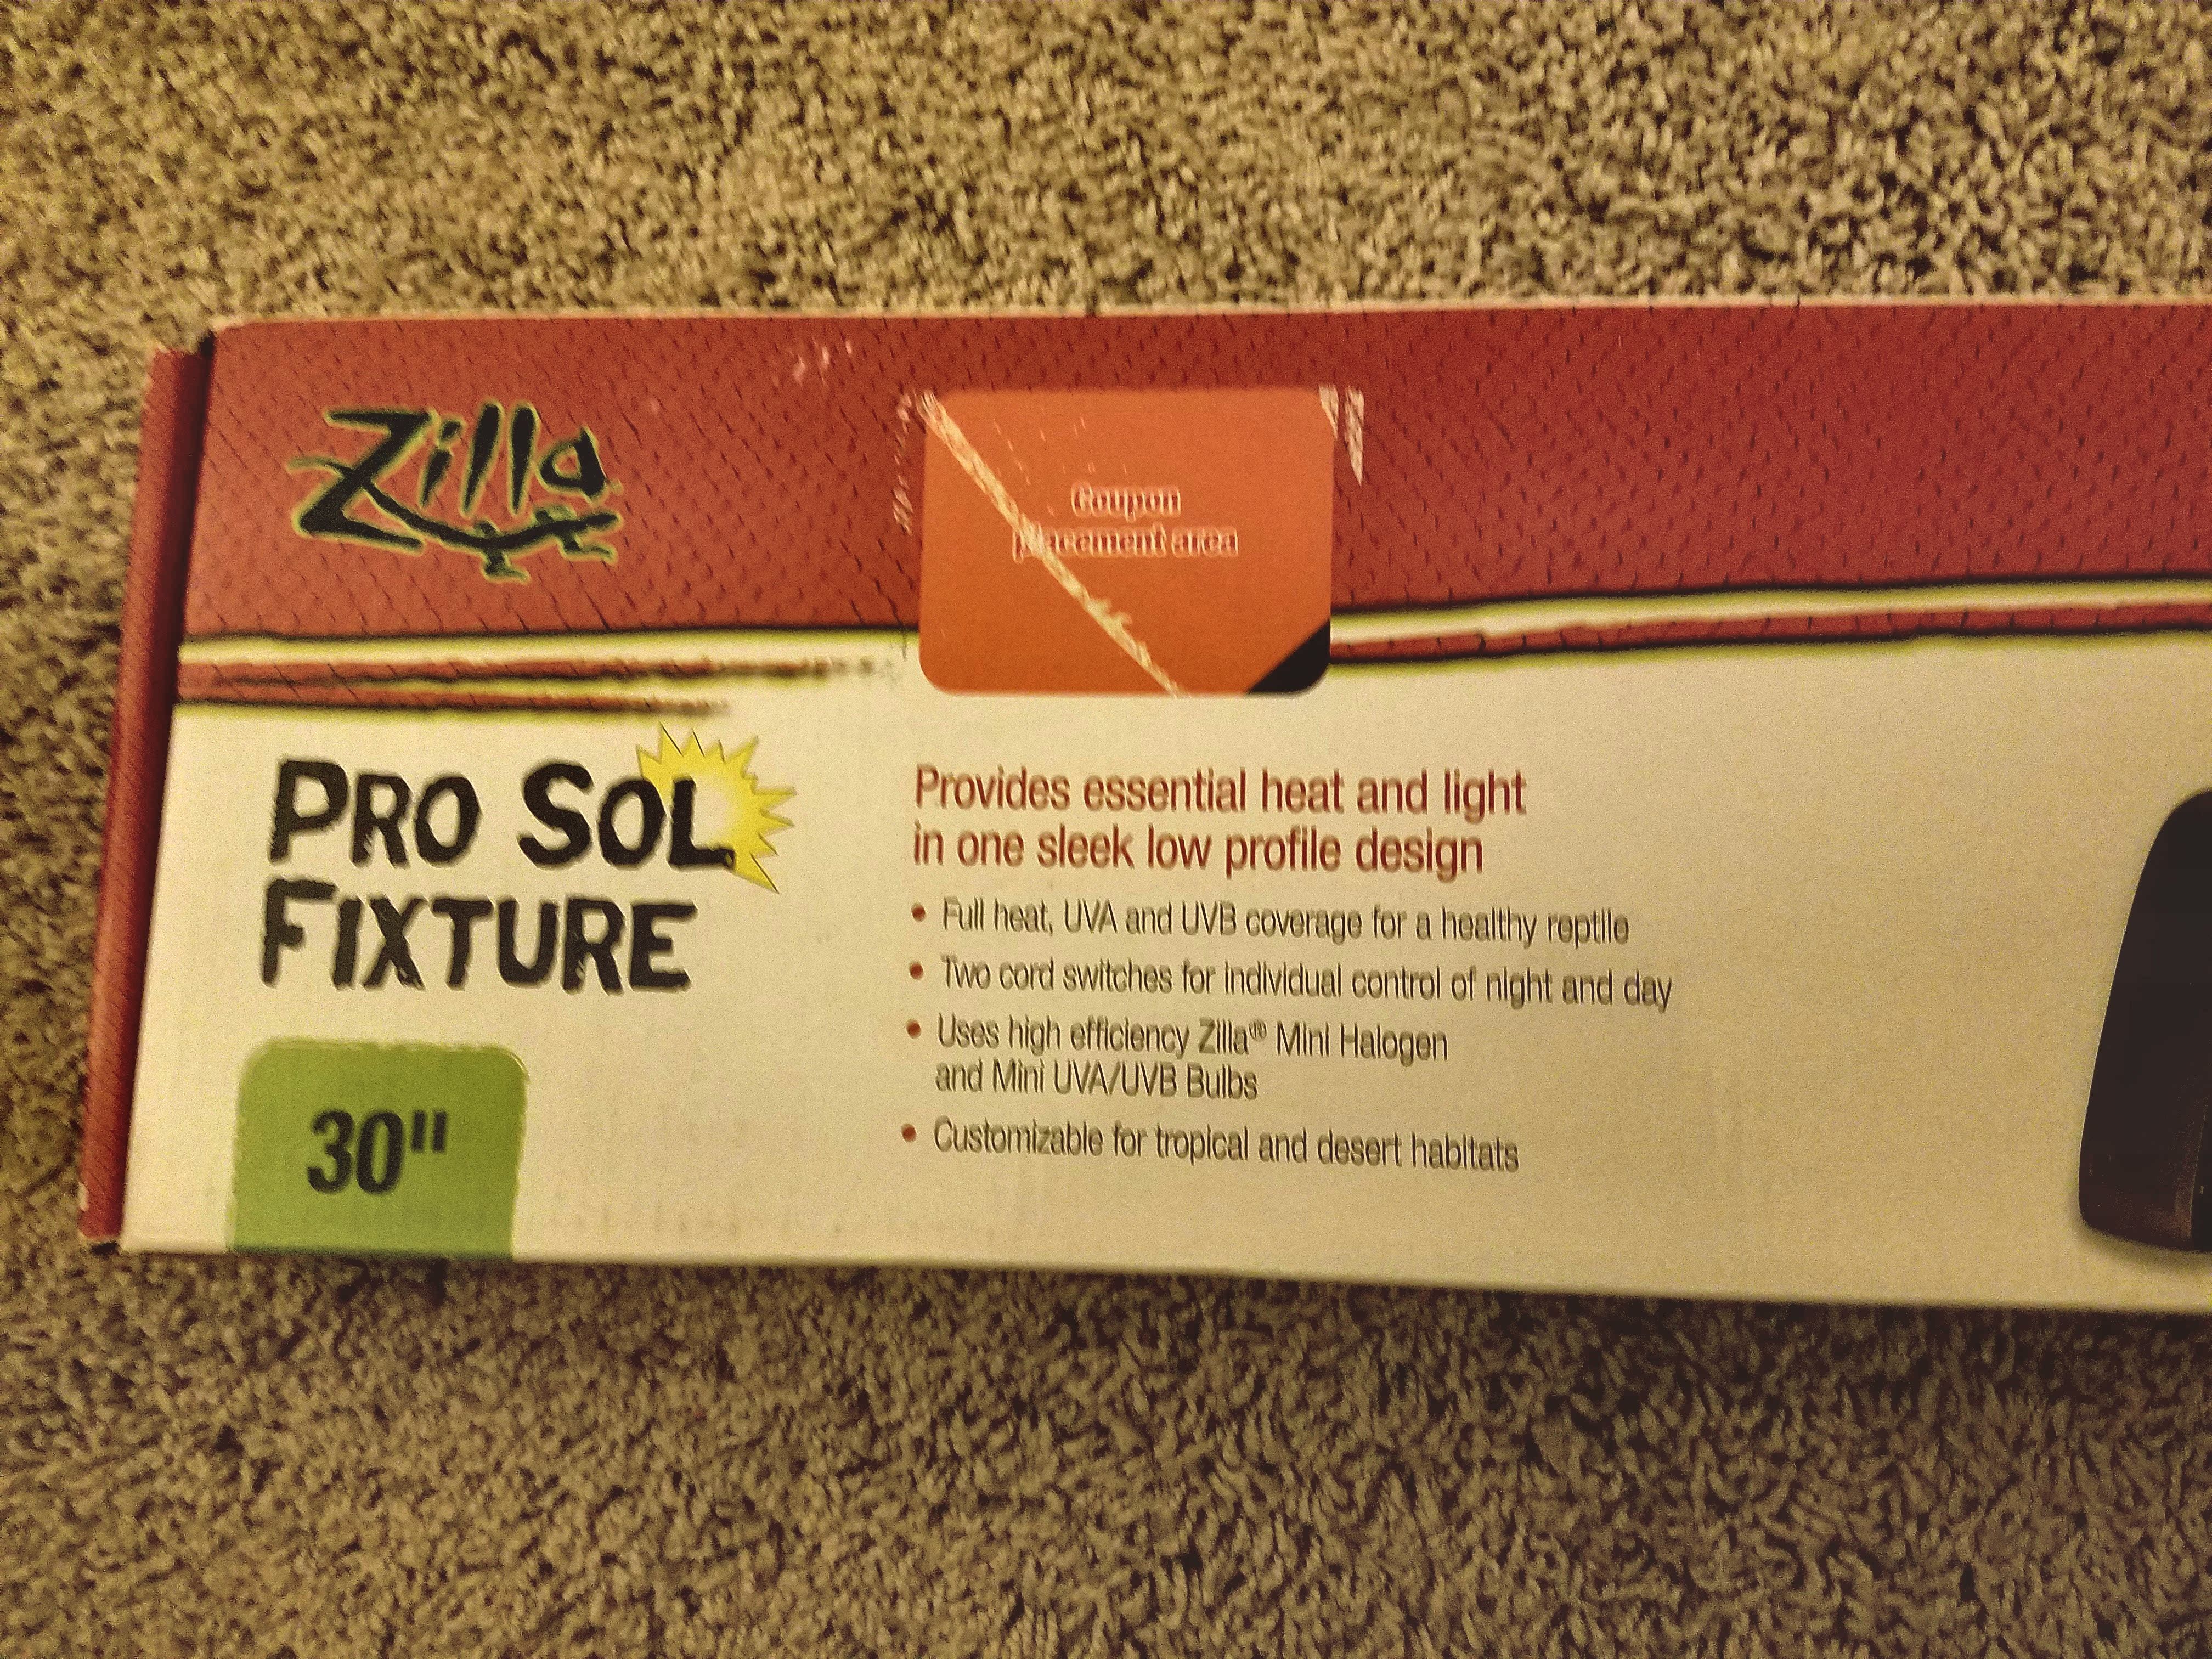 Zilla
Coupon
placement area
PRO SOL
FIXTURE
30"
Provides essential heat and light
in one sleek low profile design
• Full heat, UVA and UVB coverage for a healthy reptile
• Two cord switches for individual control of night and day
• Uses high efficiency Zilla® Mini Halogen
and Mini UVA/UVB Bulbs
• Customizable for tropical and desert habitats